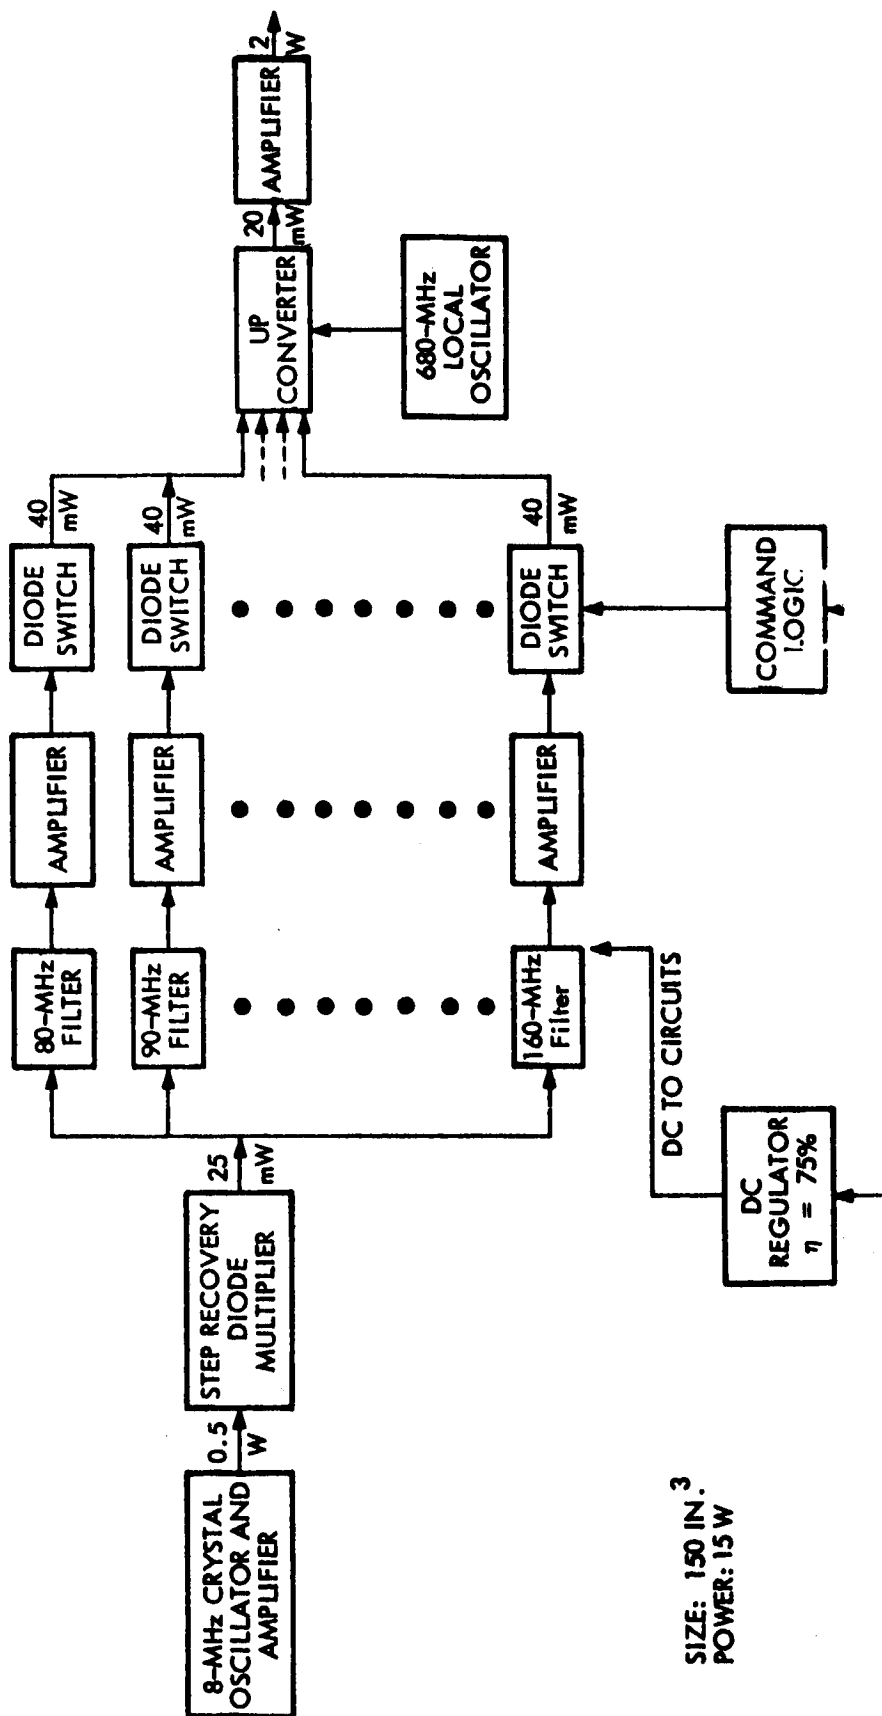 8-MHz CRYSTAL
OSCILLATOR AND
AMPLIFIER
0.5
W
STEP RECOVERY
DIODE
MULTIPLIER
25
mW
80-MHz
FILTER
AMPLIFIER
DIODE
SWITCH
40
mW
90-MHz
FILTER
AMPLIFIER
DIODE
SWITCH
40
mW
160-MHz
Filter
AMPLIFIER
DIODE
SWITCH
40
mW
UP
CONVERTER
20
mW
AMPLIFIER
2
W
680-MHz
LOCAL
OSCILLATOR
COMMAND
LOGIC
DC TO CIRCUITS
DC
REGULATOR
η = 75%
SIZE: 150 IN.³
POWER: 15 W